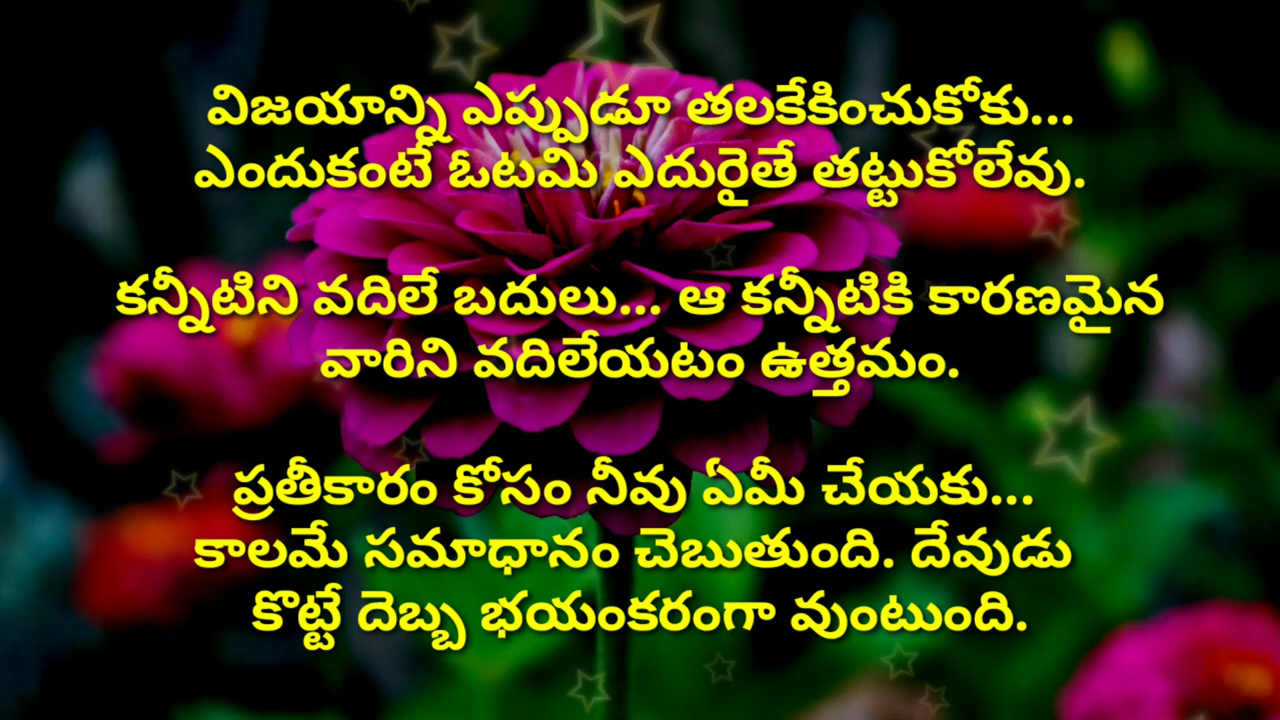 విజయాన్ని ఎప్పుడూ తలకేకించుకోకు...
ఎందుకంటే ఓటమి ఎదురైతే తట్టుకోలేవు.
కన్నీటిని వదిలే బదులు... ఆ కన్నీటికి కారణమైన
వారిని వదిలేయటం ఉత్తమం.
ప్రతీకారం కోసం నీవు ఏమీ చేయకు...
కాలమే సమాధానం చెబుతుంది. దేవుడు
కొట్టే దెబ్బ భయంకరంగా వుంటుంది.